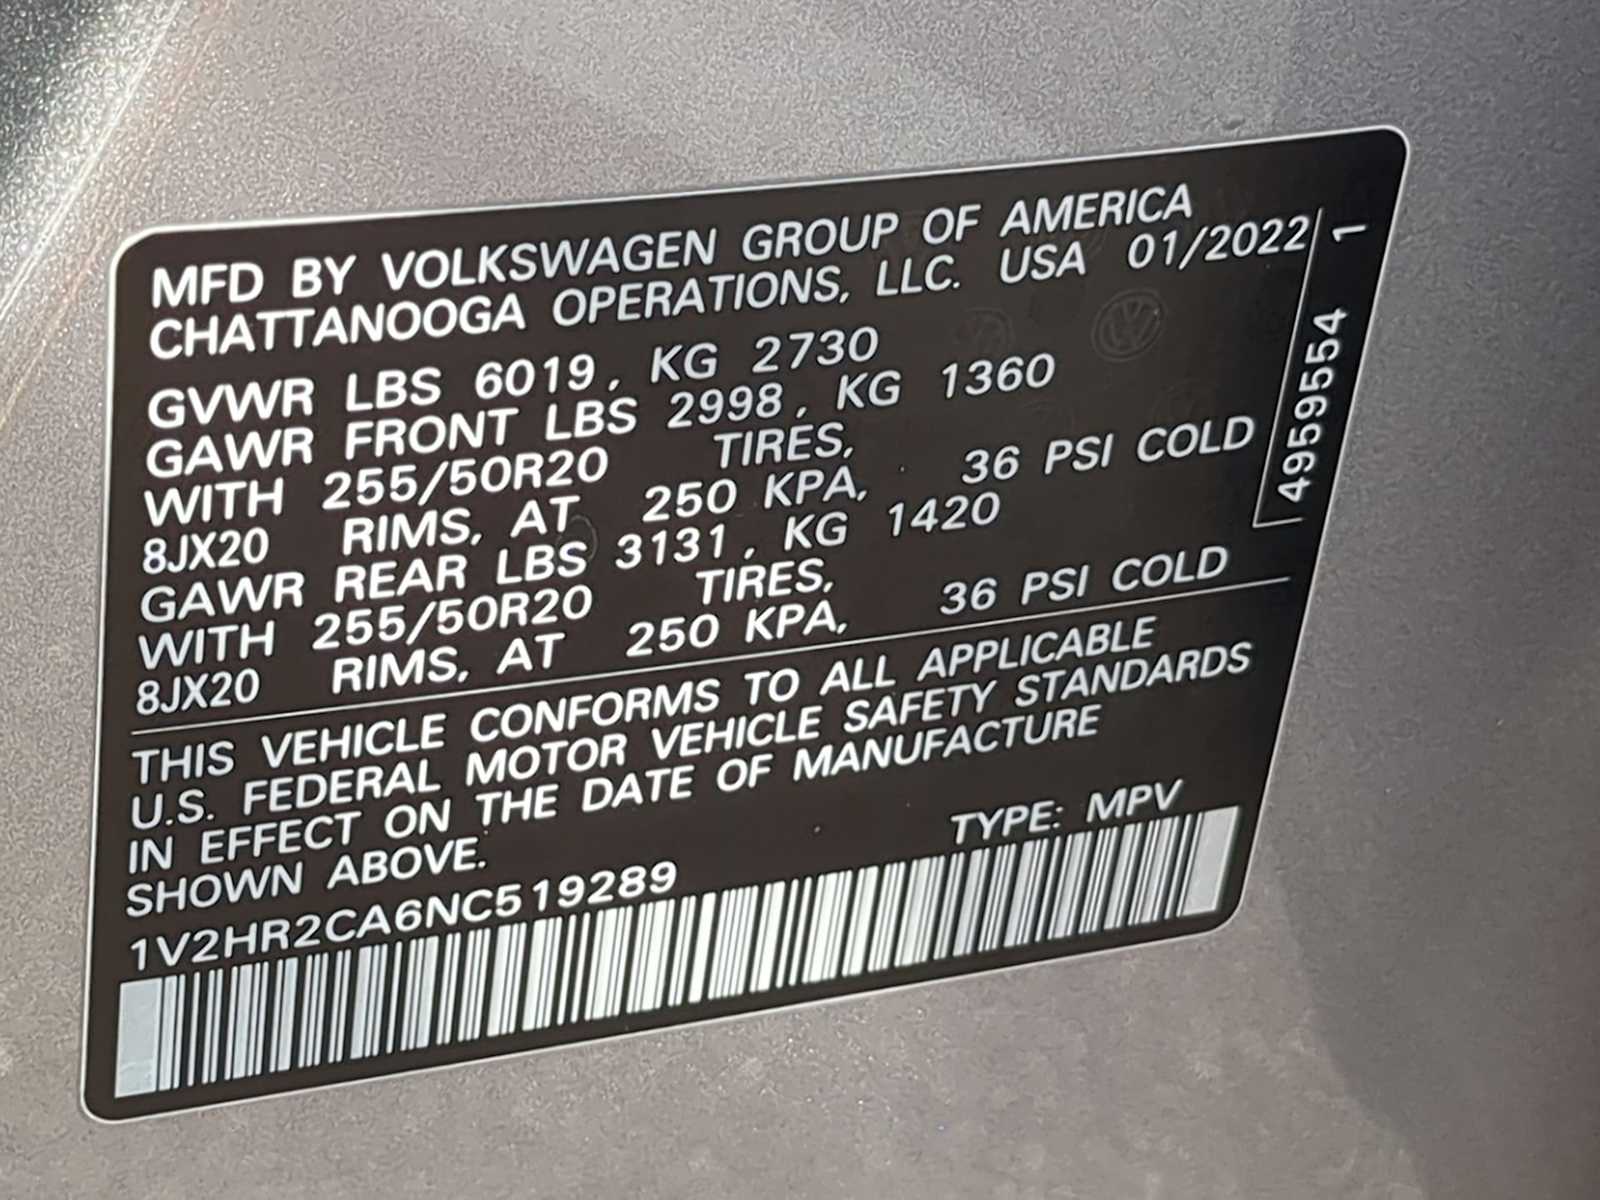 MFD BY VOLKSWAGEN GROUP OF AMERICA
CHATTANOOGA OPERATIONS, LLC. USA 01/2022
GVWR LBS 6019, KG 2730
GAWR FRONT LBS 2998, KG 1360
WITH 255/50R20 TIRES,
8JX20 RIMS, AT 250 KPA, 36 PSI COLD
GAWR REAR LBS 3131, KG 1420
WITH 255/50R20 TIRES,
8JX20 RIMS, AT 250 KPA, 36 PSI COLD
4959554 1
THIS VEHICLE CONFORMS TO ALL APPLICABLE
U.S. FEDERAL MOTOR VEHICLE SAFETY STANDARDS
IN EFFECT ON THE DATE OF MANUFACTURE
SHOWN ABOVE.
TYPE: MPV
1V2HR2CA6NC519289